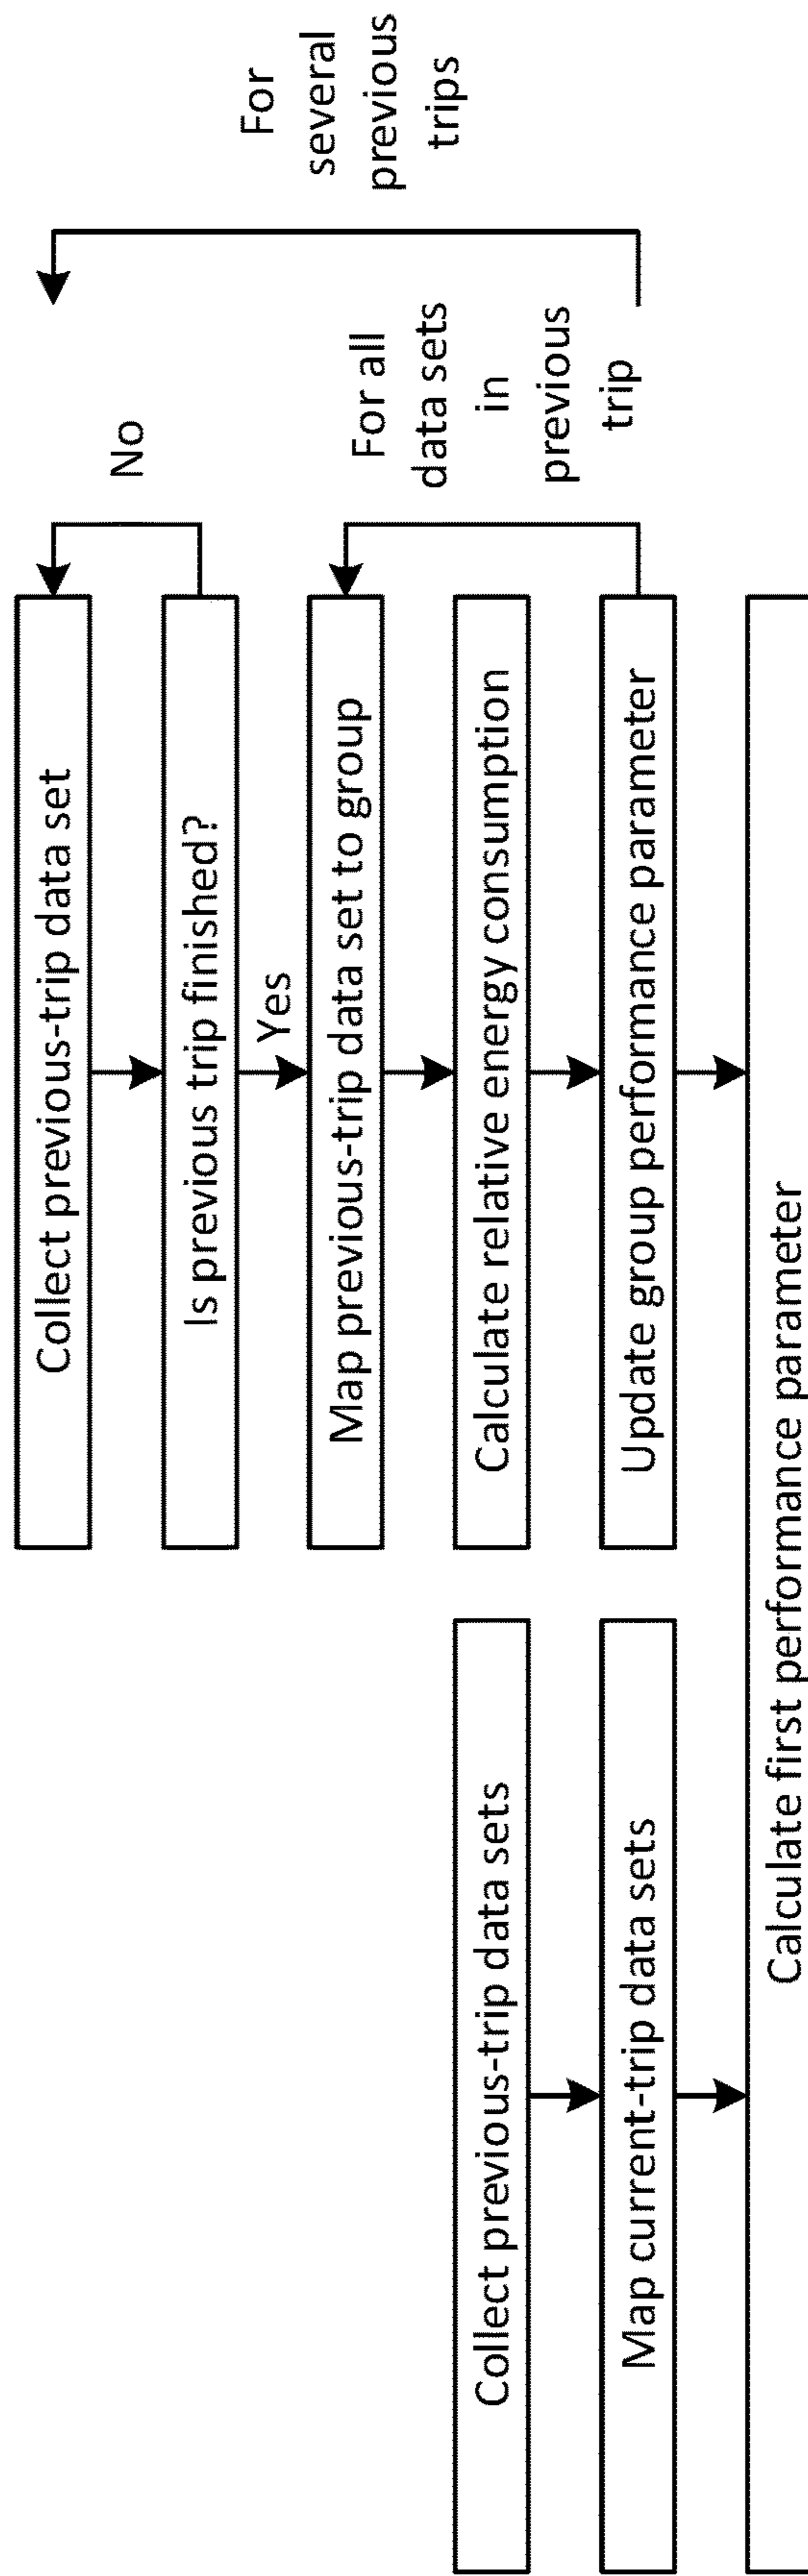 Collect previous-trip data set
No
Is previous trip finished?
Yes
Map previous-trip data set to group
Calculate relative energy consumption
Update group performance parameter
For all
data sets
in
previous
trip
For
several
previous
trips
Collect previous-trip data sets
Map current-trip data sets
Calculate first performance parameter